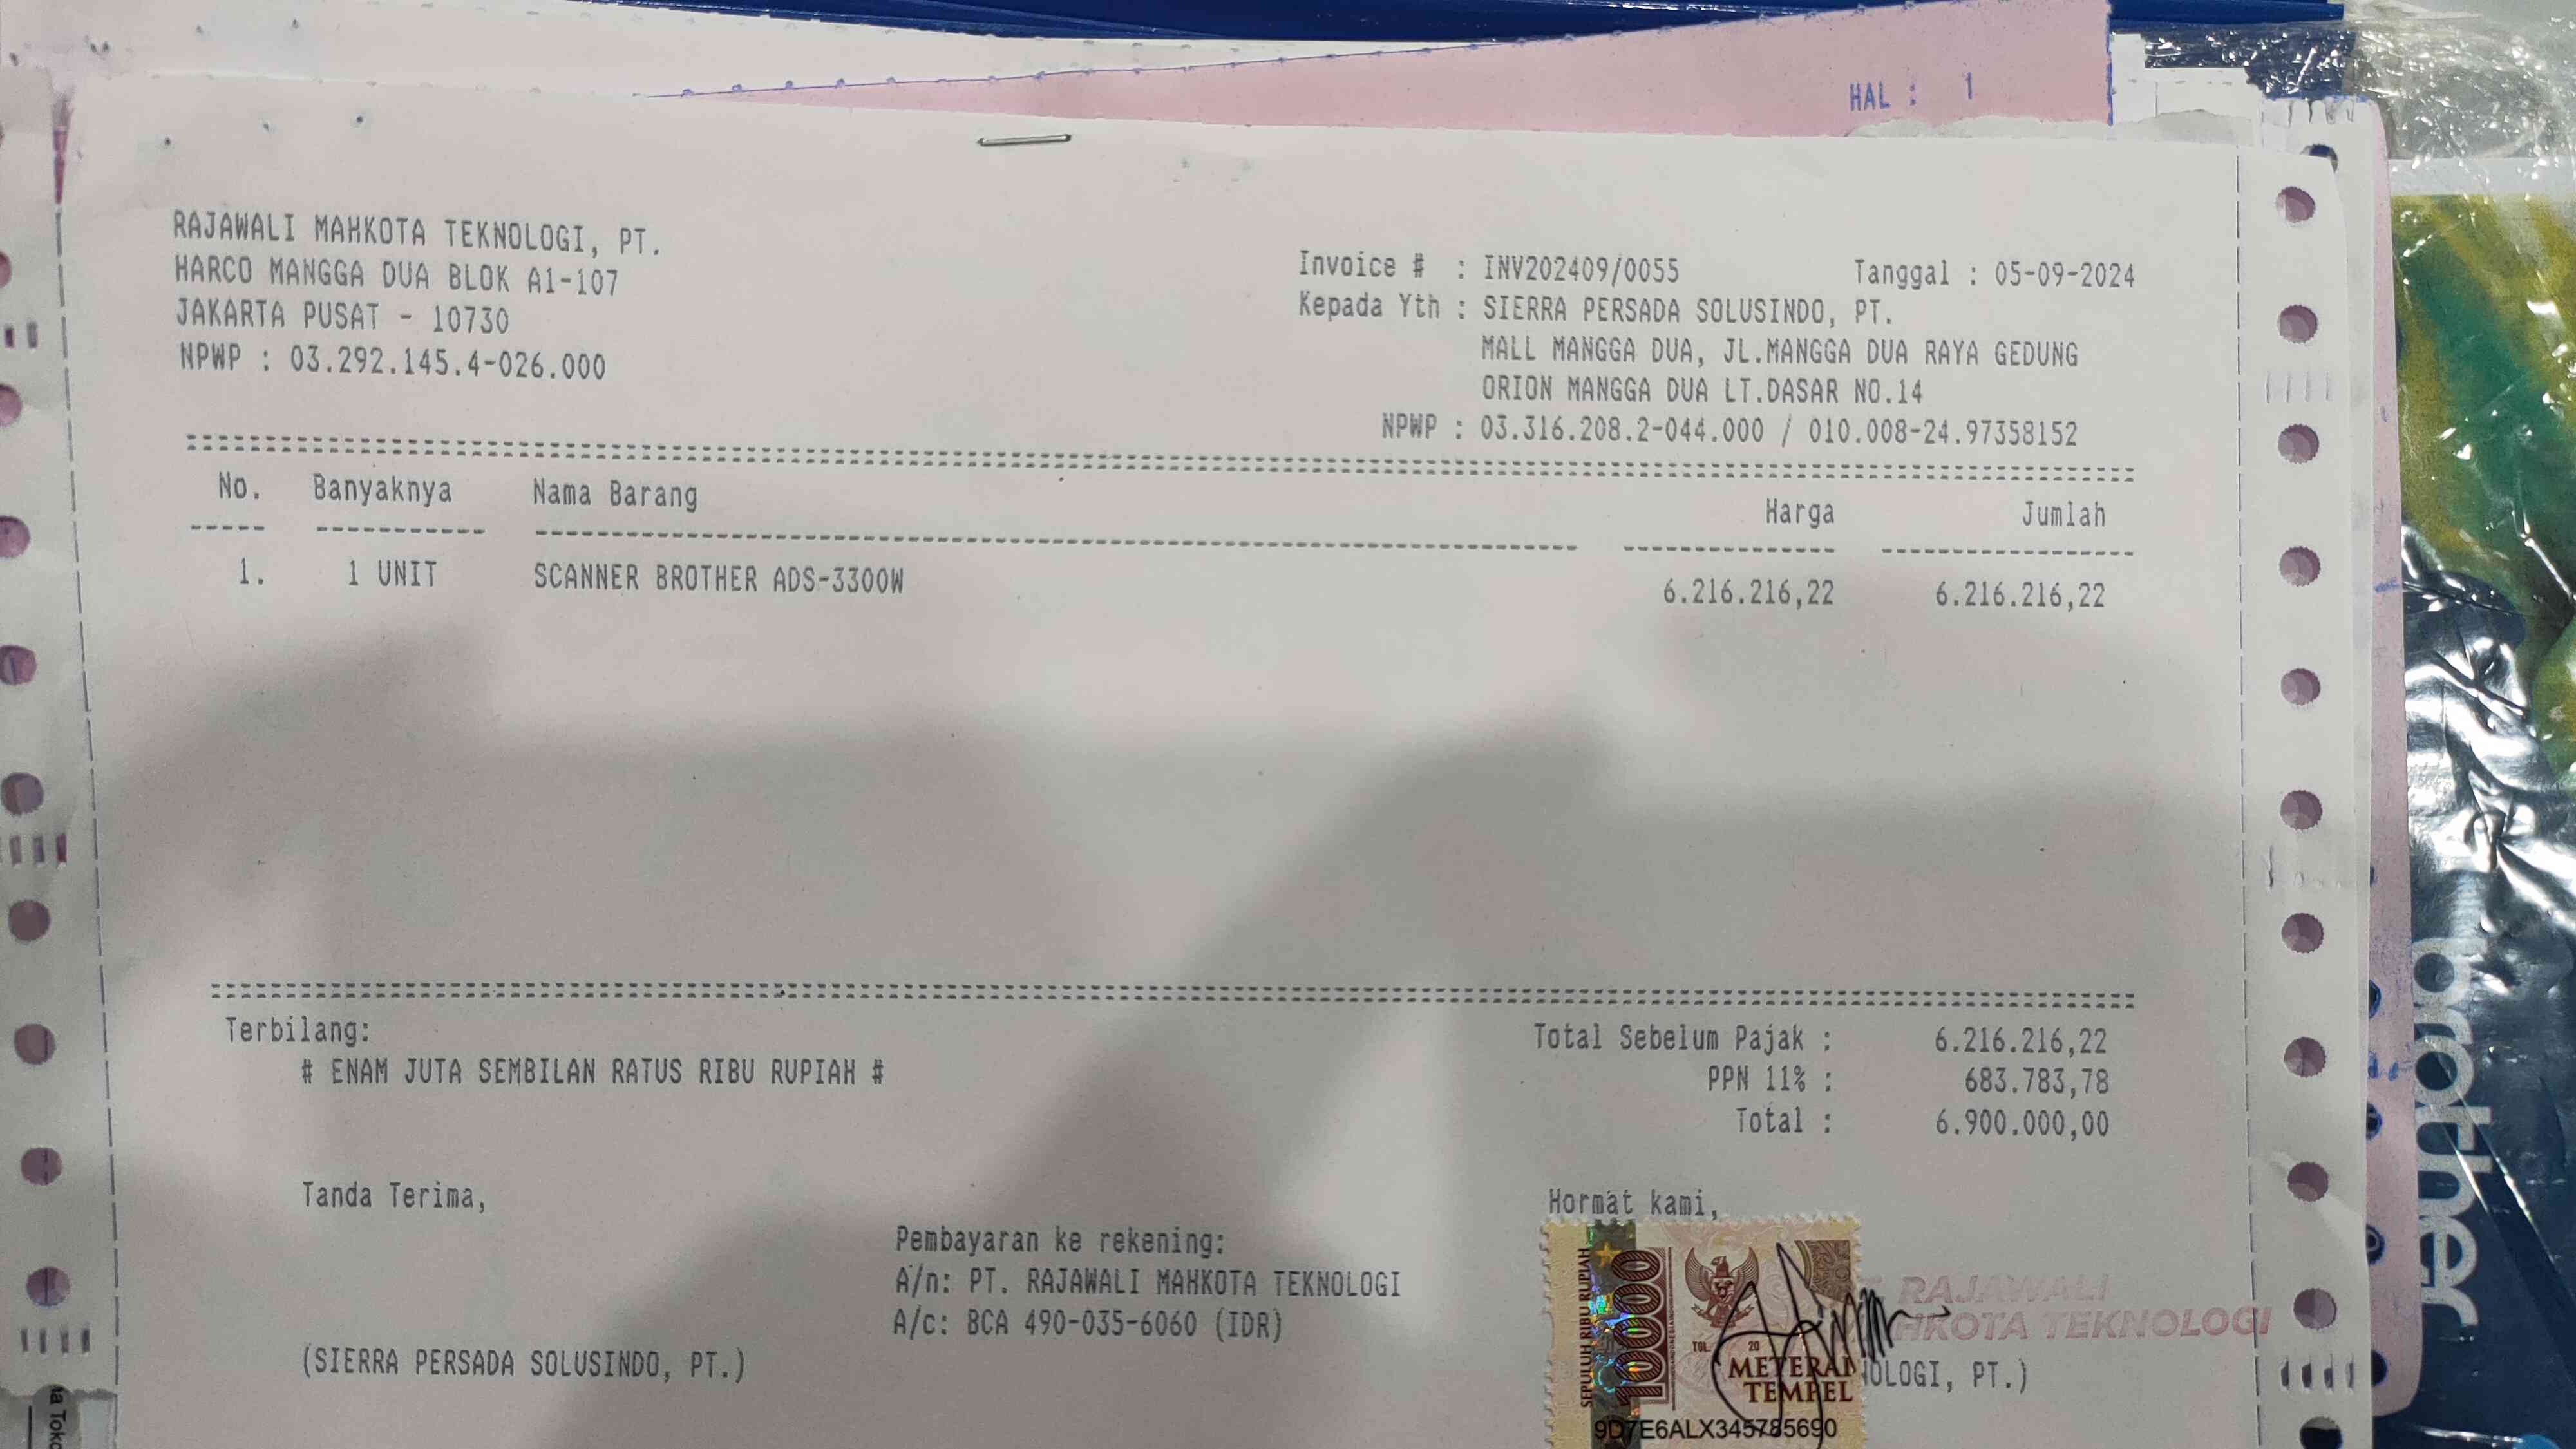 HAL : 1
RAJAWALI MAHKOTA TEKNOLOGI, PT.
HARCO MANGGA DUA BLOK A1-107
JAKARTA PUSAT - 10730
NPWP : 03.292.145.4-026.000
Invoice # : INV202409/0055 Tanggal : 05-09-2024
Kepada Yth : SIERRA PERSADA SOLUSINDO, PT.
MALL MANGGA DUA, JL.MANGGA DUA RAYA GEDUNG
ORION MANGGA DUA LT.DASAR NO.14
NPWP : 03.316.208.2-044.000 / 010.008-24.97358152
No. Banyaknya Nama Barang Harga Jumlah
1. 1 UNIT SCANNER BROTHER ADS-3300W 6.216.216,22 6.216.216,22
Terbilang:
# ENAM JUTA SEMBILAN RATUS RIBU RUPIAH #
Total Sebelum Pajak : 6.216.216,22
PPN 11% : 683.783,78
Total : 6.900.000,00
Tanda Terima,
(SIERRA PERSADA SOLUSINDO, PT.)
Pembayaran ke rekening:
A/n: PT. RAJAWALI MAHKOTA TEKNOLOGI
A/c: BCA 490-035-6060 (IDR)
Hormat kami,
SEPULUH RIBU RUPIAH
10000
TGL. 20
METERAI
TEMPEL
9D7E6ALX345785690
RAJAWALI
HKOTA TEKNOLOGI
NOLOGI, PT.)
brother